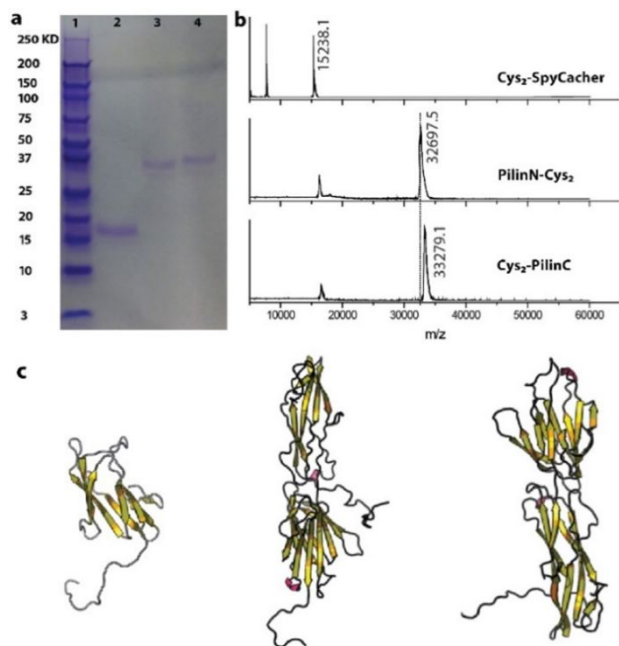 a
1 2 3 4
250 KD
200
150
100
75
50
37
25
20
15
10
3
b
15238.1
Cys₂-SpyCacher
32697.5
PilinN-Cys₂
33279.1
Cys₂-PilinC
10000 20000 30000 40000 50000 60000
m/z
c